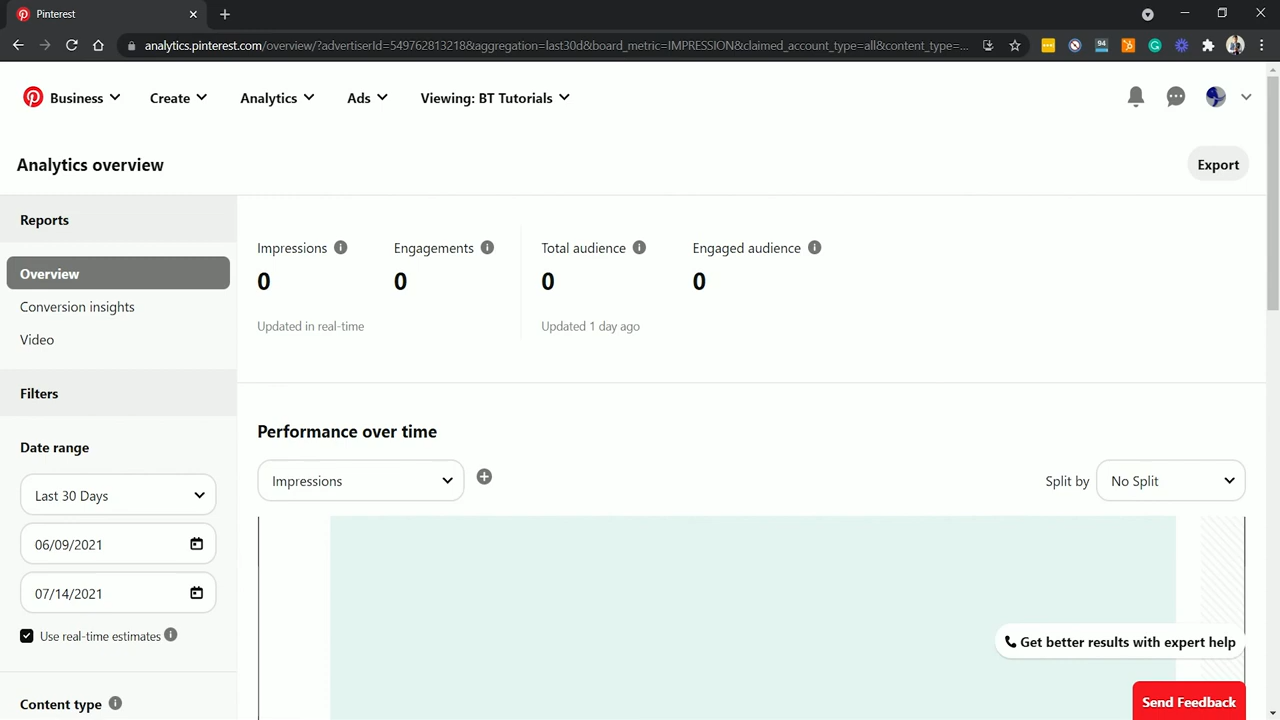 Pinterest
analytics.pinterest.com/overview/?advertiserId=549762813218&aggregation=last30d&board_metric=IMPRESSION&claimed_account_type=all&content_type=...
94
Business
Create
Analytics
Ads
Viewing: BT Tutorials
Analytics overview
Export
Reports
Overview
Conversion insights
Video
Filters
Date range
Last 30 Days
06/09/2021
07/14/2021
Use real-time estimates
Content type
Impressions
Engagements
Total audience
Engaged audience
0
0
0
0
Updated in real-time
Updated 1 day ago
Performance over time
Impressions
Split by
No Split
Get better results with expert help
Send Feedback